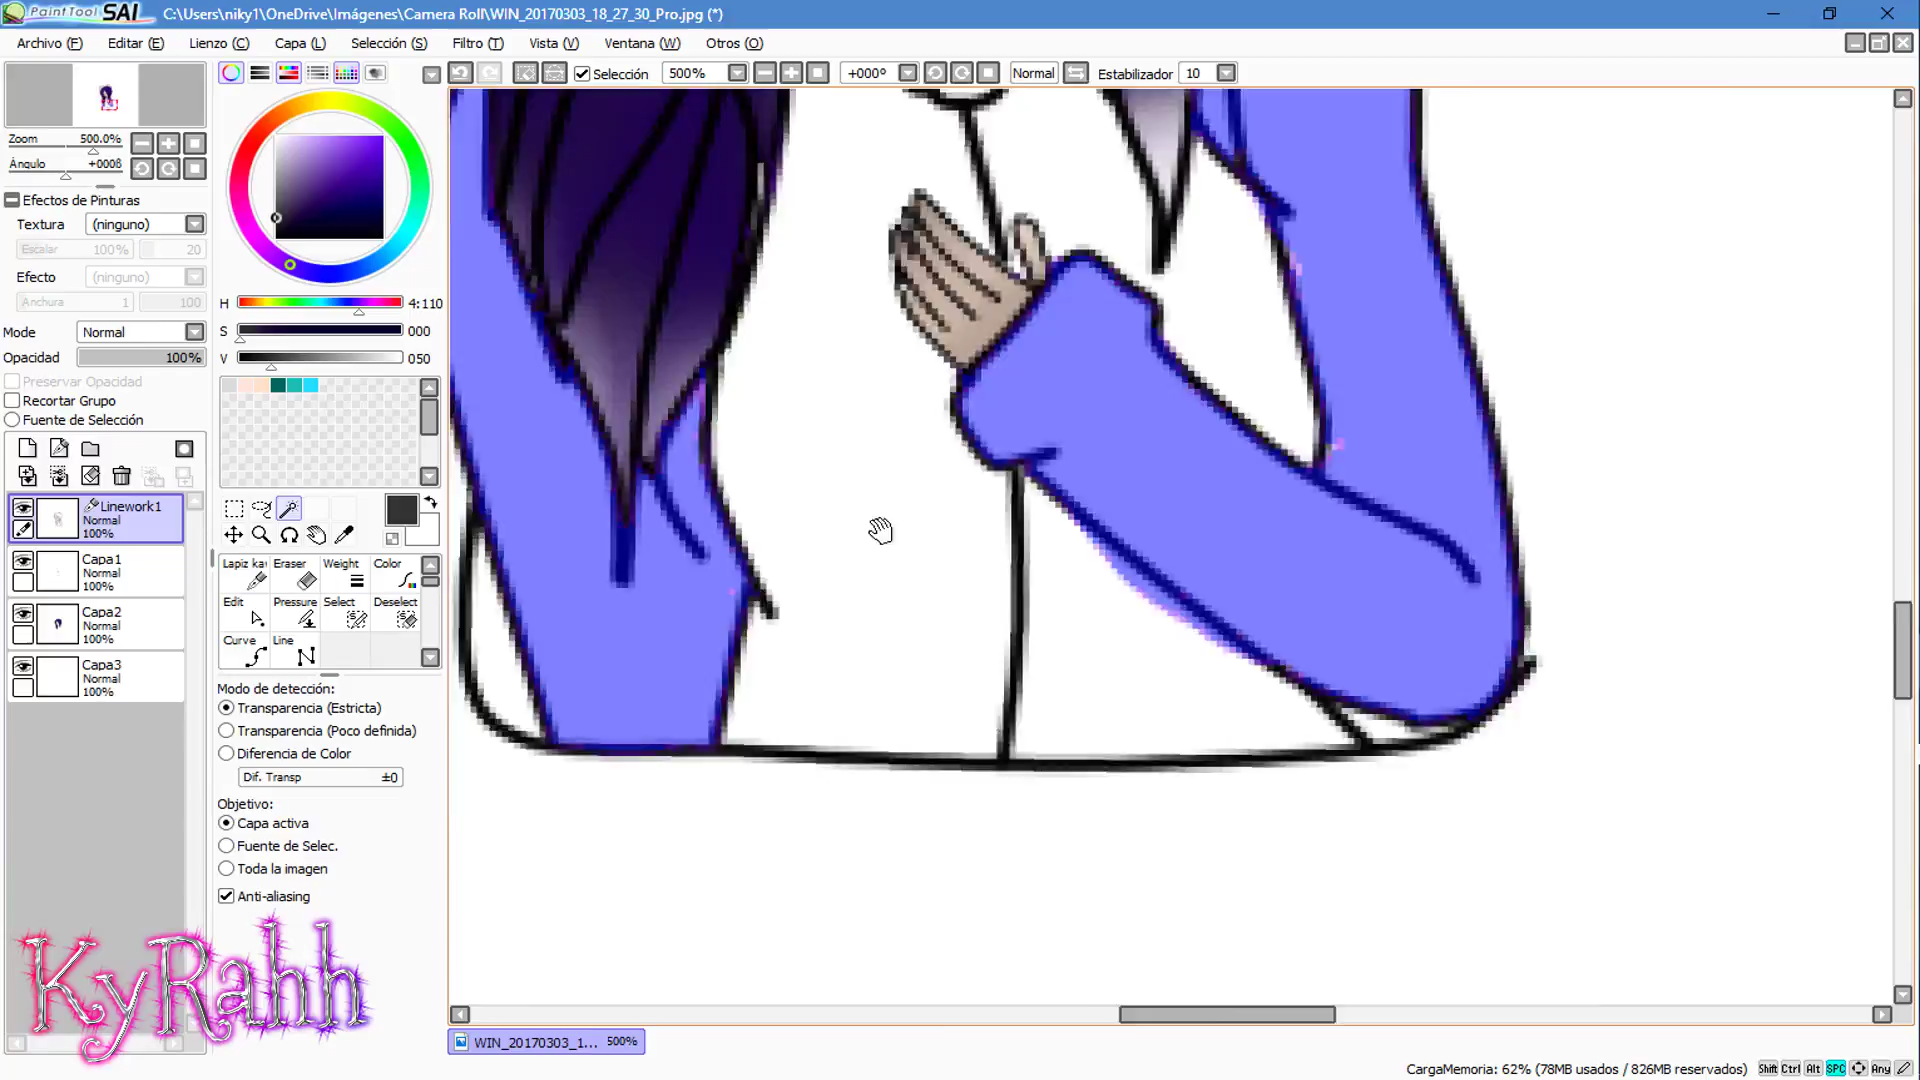 PaintTool SAI C:\Users\niky1\OneDrive\Imágenes\Camera Roll\WIN_20170303_18_27_30_Pro.jpg (*)
Archivo (F) Editar (E) Lienzo (C) Capa (L) Selección (S) Filtro (T) Vista (V) Ventana (W) Otros (O)
Selección 500% +000º Normal Estabilizador 10
Zoom 500.0%
Ángulo +000ß
Efectos de Pinturas
Textura (ninguno)
Escalar 100% 20
Efecto (ninguno)
Anchura 1 100
Mode Normal
Opacidad 100%
Preservar Opacidad
Recortar Grupo
Fuente de Selección
Linework1
Normal
100%
Capa1
Normal
100%
Capa2
Normal
100%
Capa3
Normal
100%
H 4:110
S 000
V 050
Lapiz ka Eraser Weight Color
Edit Pressure Select Deselect
Curve Line
Modo de detección:
Transparencia (Estricta)
Transparencia (Poco definida)
Diferencia de Color
Dif. Transp ±0
Objetivo:
Capa activa
Fuente de Selec.
Toda la imagen
Anti-aliasing
KyRahh
WIN_20170303_1... 500%
CargaMemoria: 62% (78MB usados / 826MB reservados) Shift Ctrl Alt SPC Any